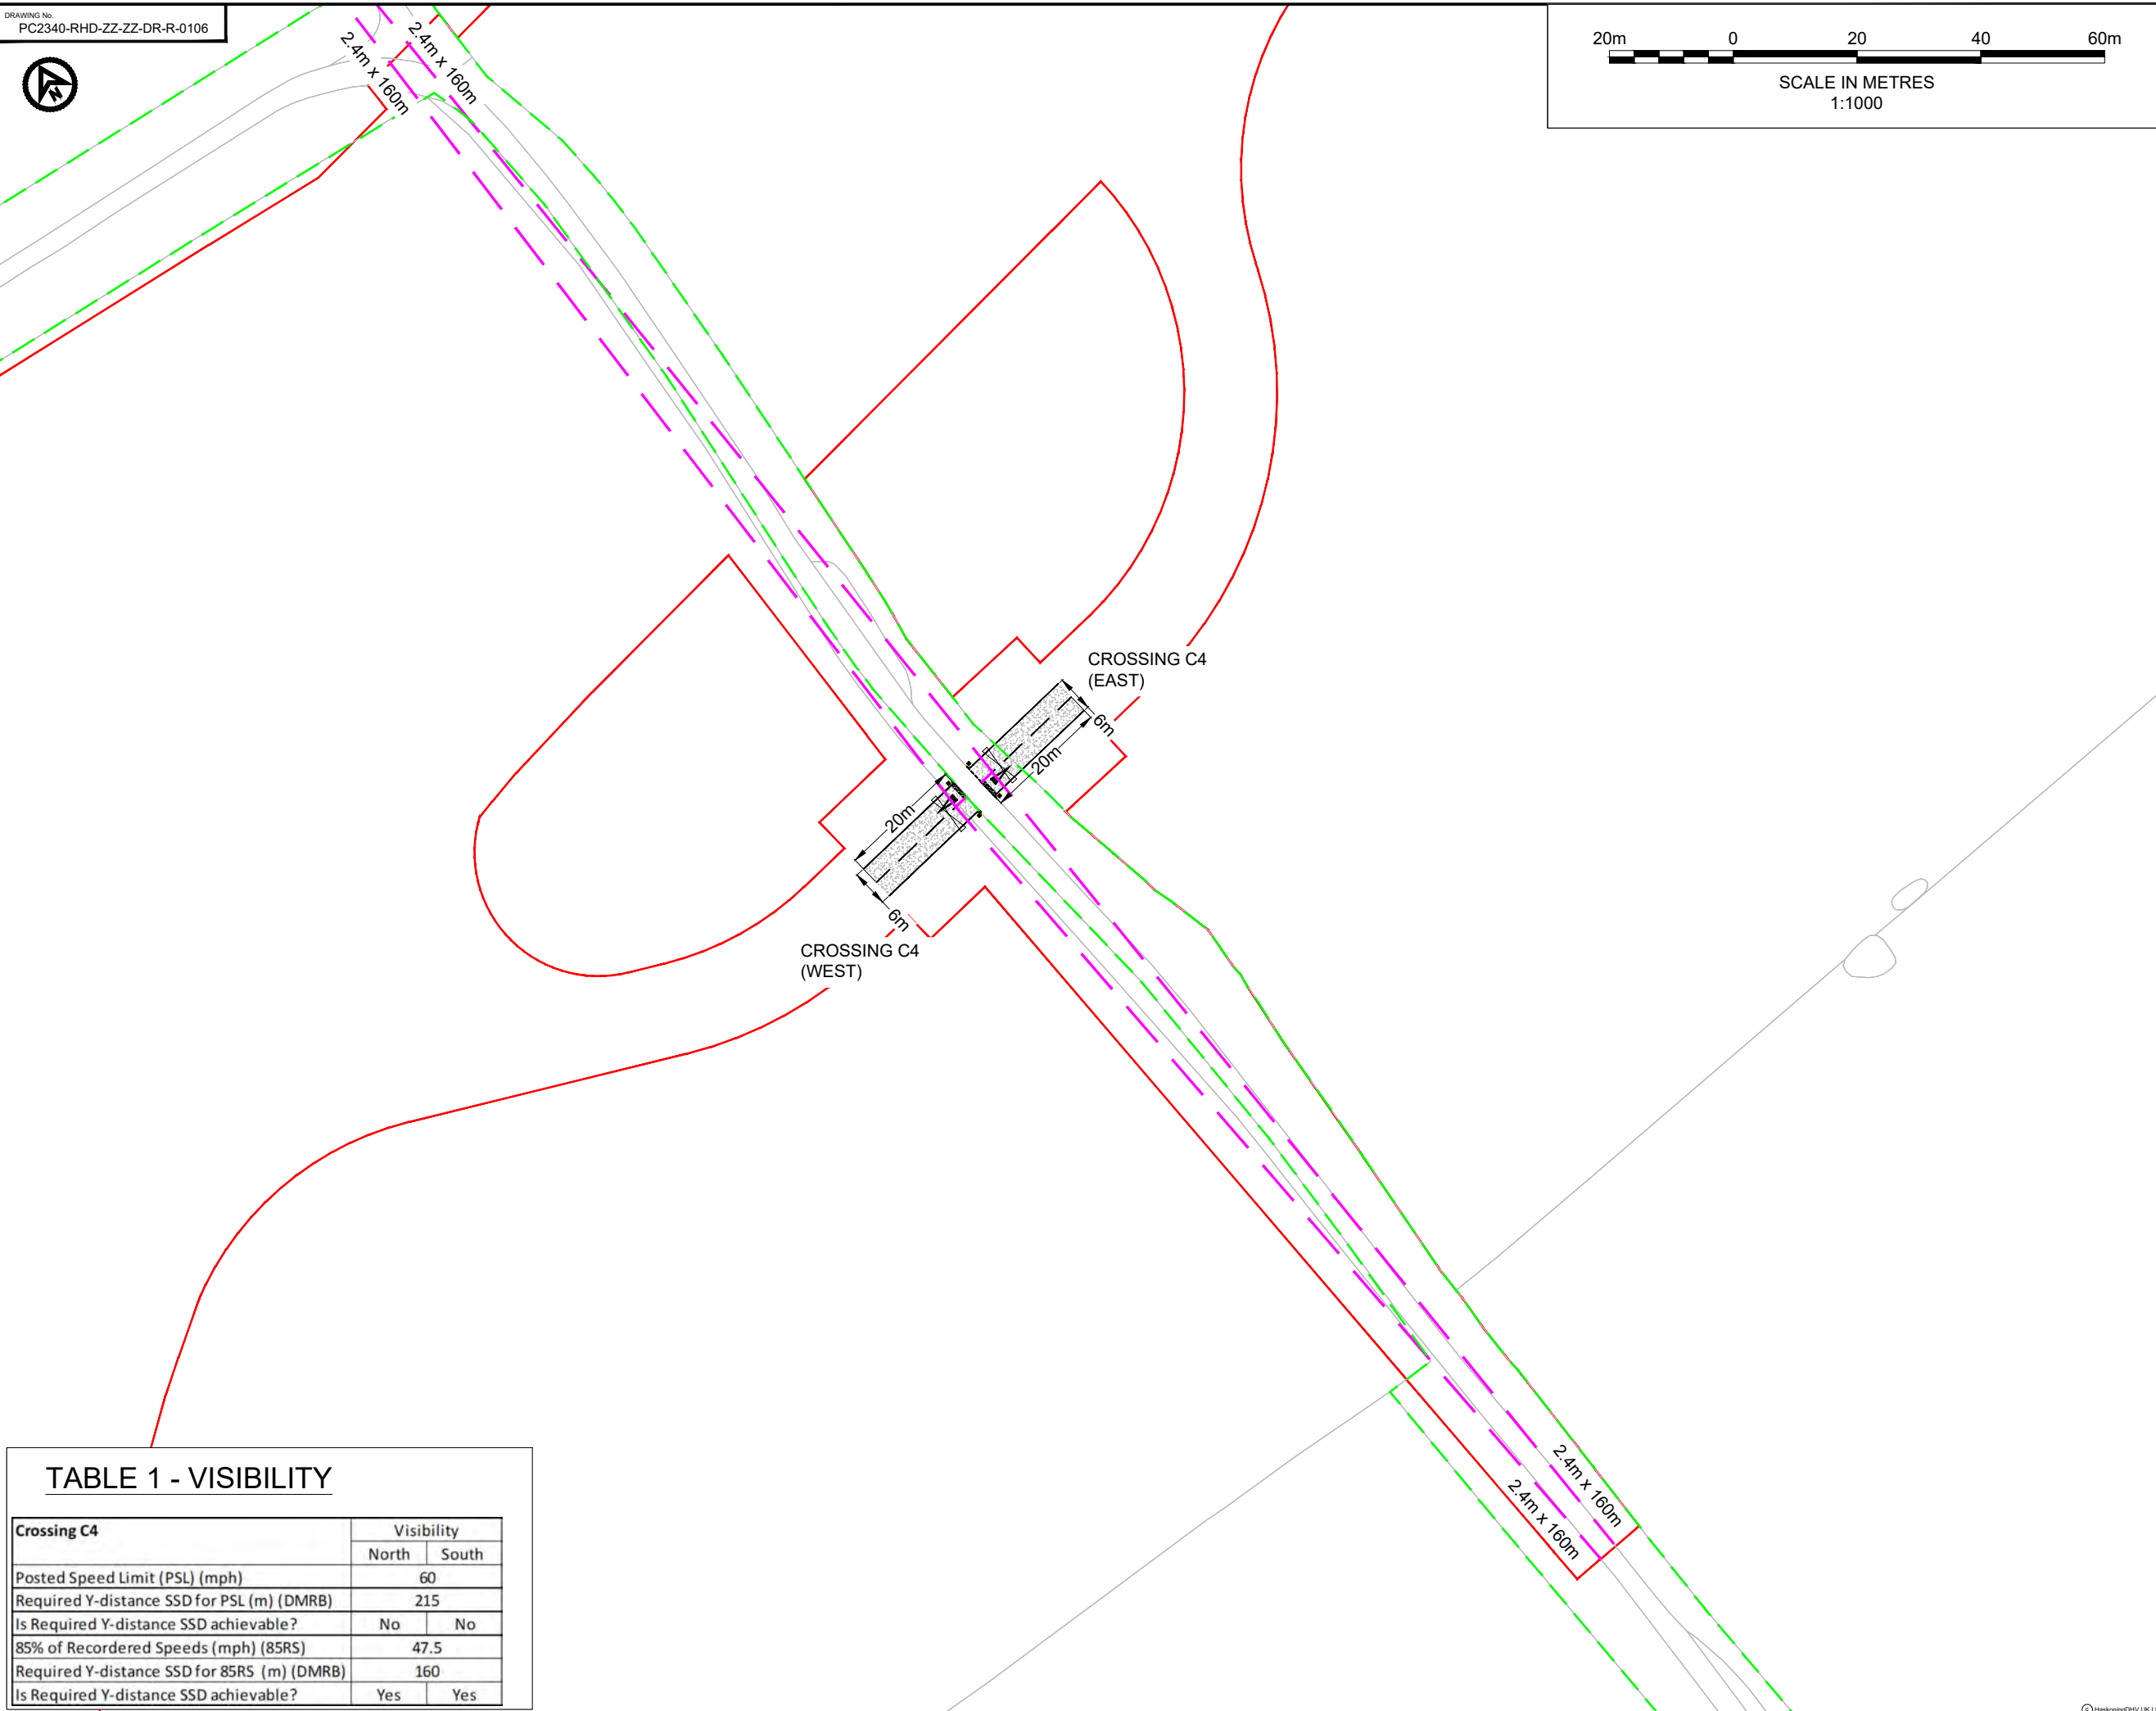 DRAWING No.
PC2340-RHD-ZZ-ZZ-DR-R-0106
N
2.4m x 160m
2.4m x 160m
20m 0 20 40 60m
SCALE IN METRES
1:1000
CROSSING C4
(EAST)
6m
20m
20m
6m
CROSSING C4
(WEST)
2.4m x 160m
2.4m x 160m
TABLE 1 - VISIBILITY
Crossing C4 Visibility
North South
Posted Speed Limit (PSL) (mph) 60
Required Y-distance SSD for PSL (m) (DMRB) 215
Is Required Y-distance SSD achievable? No No
85% of Recordered Speeds (mph) (85RS) 47.5
Required Y-distance SSD for 85RS (m) (DMRB) 160
Is Required Y-distance SSD achievable? Yes Yes
© HaskoningDHV UK